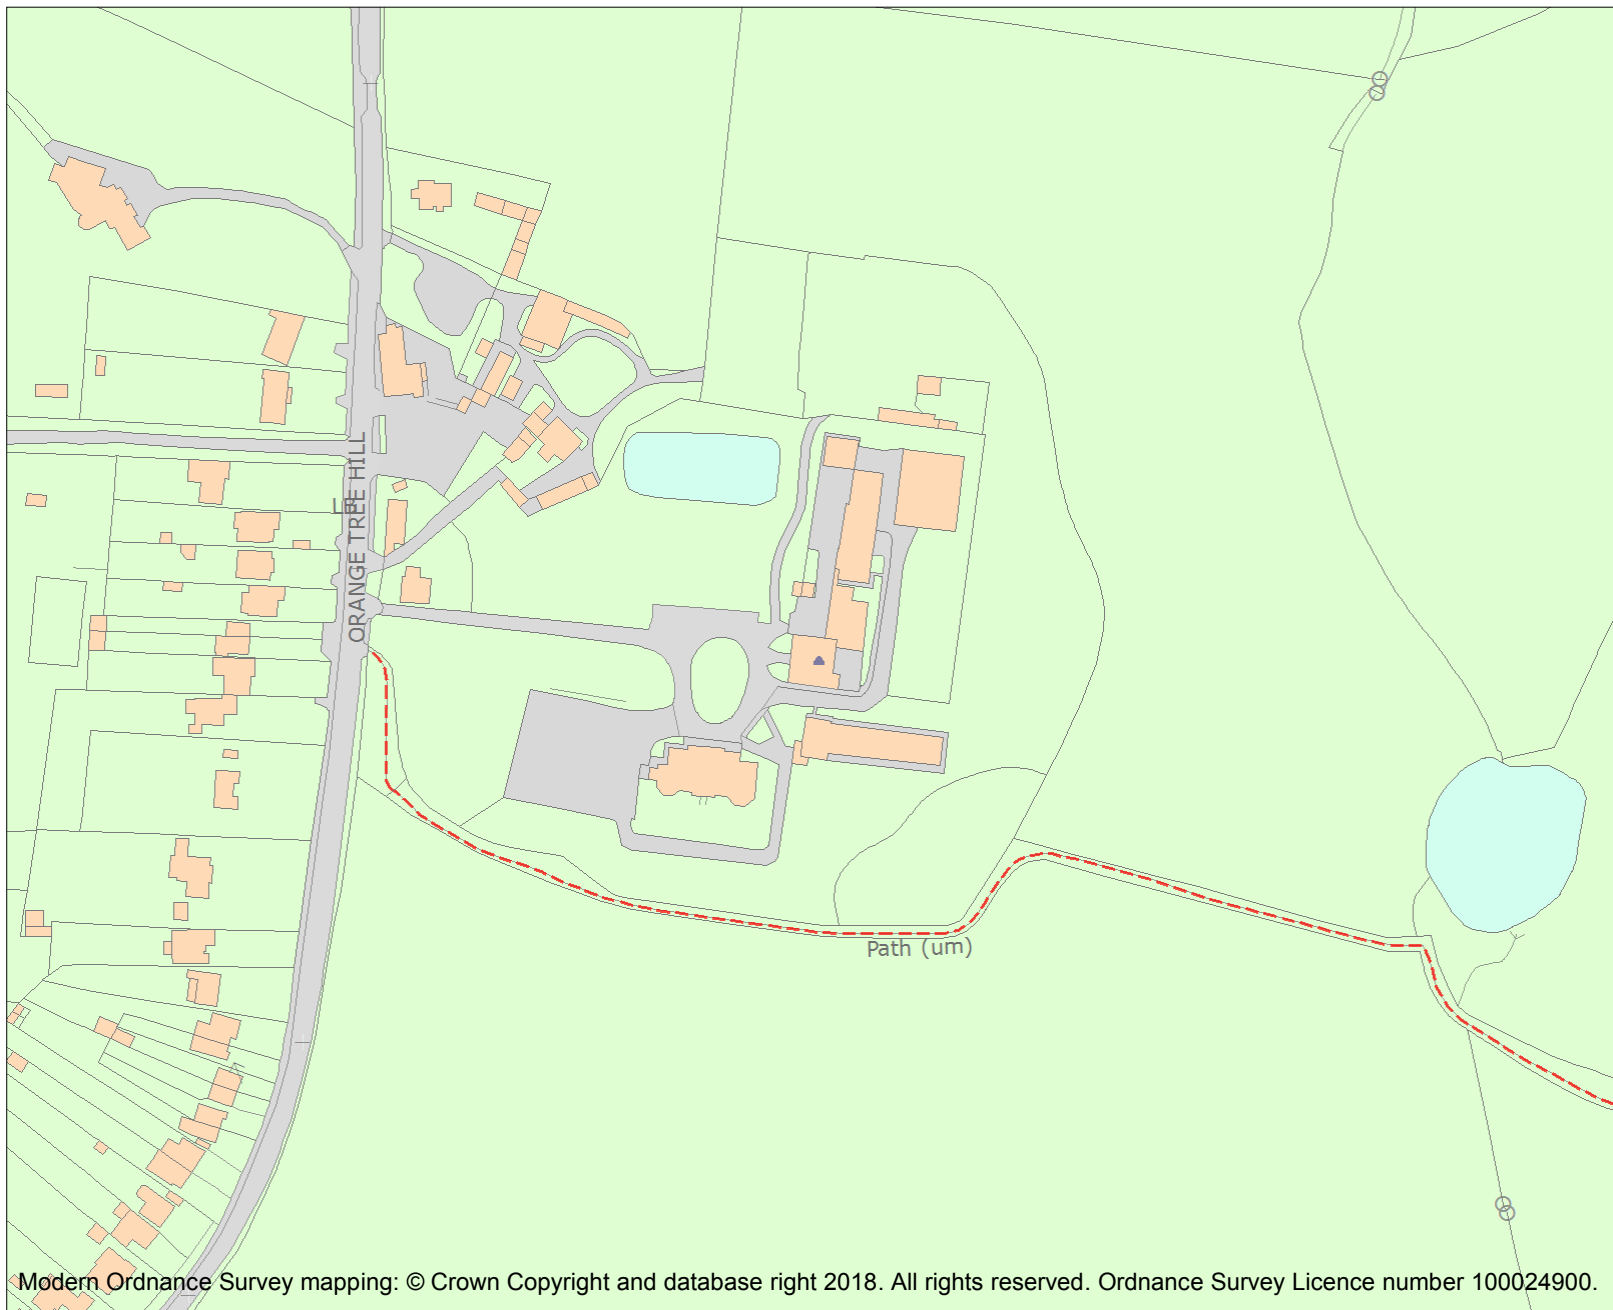 LB
ORANGE TREE HILL
Path (um)
Modern Ordnance Survey mapping: © Crown Copyright and database right 2018. All rights reserved. Ordnance Survey Licence number 100024900.